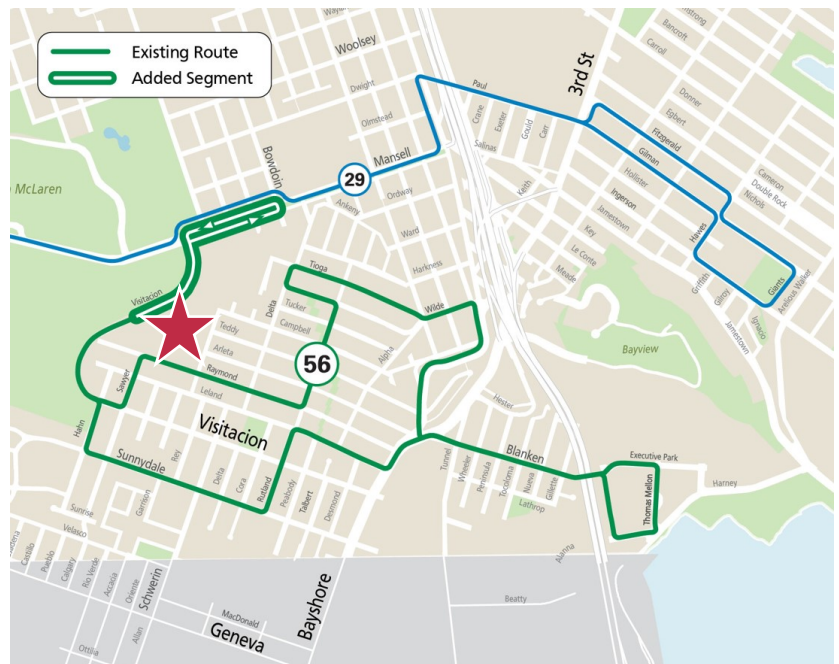 Existing Route
Added Segment
Woolsey
Dwight
Olmstead
Mansell
29
Bowdoin
Ankeny
Ordway
Ward
Harkness
McLaren
Paul
Crane
Exeter
Gould
Carr
Salinas
3rd St
Bancroft
Carroll
Donner
Egbert
Fitzgerald
Gilman
Hollister
Ingerson
Jamestown
Key
Le Conte
Meade
Keith
Cameron
Double Rock
Nichols
Hawes
Griffith
Gilroy
Jamestown
Ignacio
Giants
Arelious Walker
Bayview
Visitacion
Tioga
Delta
Tucker
Campbell
Teddy
Arleta
Raymond
Leland
Wilde
Alpha
56
Sawyer
Hahn
Visitacion
Sunnydale
Rey
Delta
Cora
Rutland
Peabody
Talbert
Desmond
Hester
Blanken
Tunnel
Wheeler
Peninsula
Tocoloma
Nueva
Gillette
Lathrop
Executive Park
Thomas Mellon
Harney
Alanna
Beatty
Sunrise
Velasco
Garrison
Castillo
Pueblo
Calgary
Rio Verde
Accacia
Oriente
Schwerin
Allan
Ottilia
MacDonald
Geneva
Bayshore